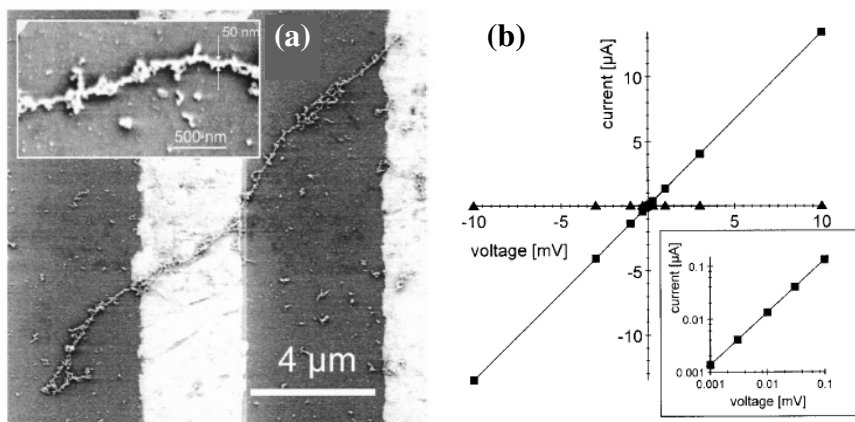 (a)
50 nm
500 nm
4 µm
(b)
current [µA]
10
5
-10
-5
5
10
voltage [mV]
-5
-10
current [µA]
0.1
0.01
0.001
0.001
0.01
0.1
voltage [mV]